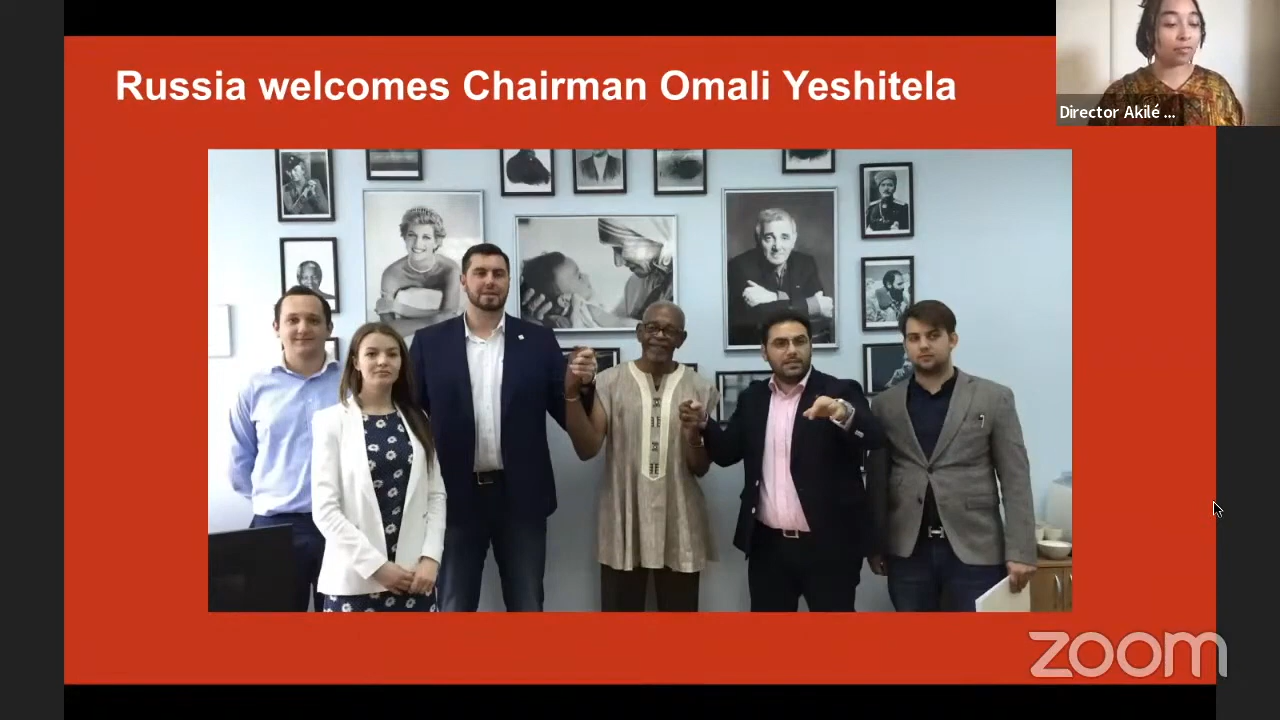 Russia welcomes Chairman Omali Yeshitela
Director Akilé ...
zoom